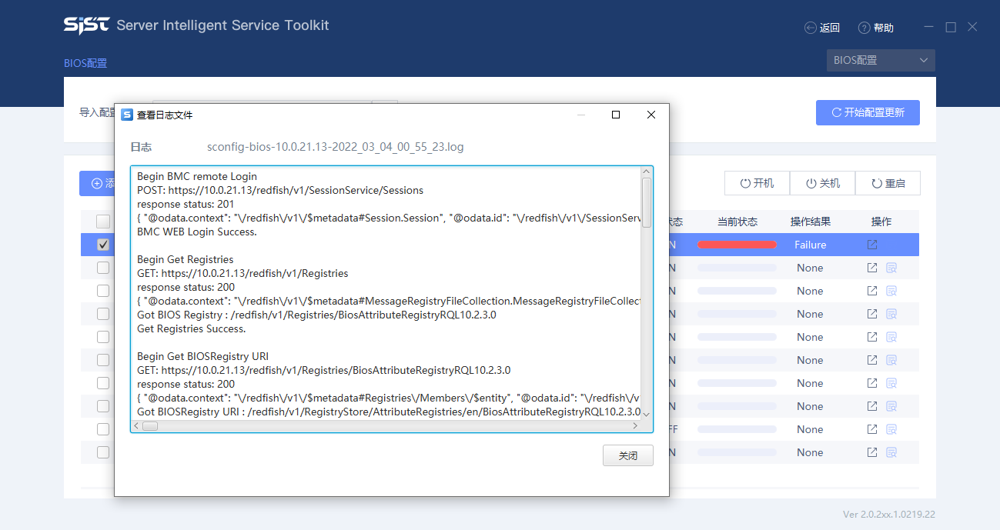 SIST Server Intelligent Service Toolkit
返回 帮助
BIOS配置
BIOS配置
导入配置
开始配置更新
查看日志文件
日志 sconfig-bios-10.0.21.13-2022_03_04_00_55_23.log
Begin BMC remote Login
POST: https://10.0.21.13/redfish/v1/SessionService/Sessions
response status: 201
{ "@odata.context": "\/redfish\/v1\/$metadata#Session.Session", "@odata.id": "\/redfish\/v1\/SessionServ
BMC WEB Login Success.
Begin Get Registries
GET: https://10.0.21.13/redfish/v1/Registries
response status: 200
{ "@odata.context": "\/redfish\/v1\/$metadata#MessageRegistryFileCollection.MessageRegistryFileCollect
Got BIOS Registry : /redfish/v1/Registries/BiosAttributeRegistryRQL10.2.3.0
Get Registries Success.
Begin Get BIOSRegistry URI
GET: https://10.0.21.13/redfish/v1/Registries/BiosAttributeRegistryRQL10.2.3.0
response status: 200
{ "@odata.context": "\/redfish\/v1\/$metadata#Registries\/Members\/$entity", "@odata.id": "\/redfish\/v
Got BIOSRegistry URI : /redfish/v1/RegistryStore/AttributeRegistries/en/BiosAttributeRegistryRQL10.2.3.0
关闭
添
开机 关机 重启
状态 当前状态 操作结果 操作
N Failure
N None
N None
N None
N None
N None
N None
N None
FF None
N None
Ver 2.0.2xx.1.0219.22